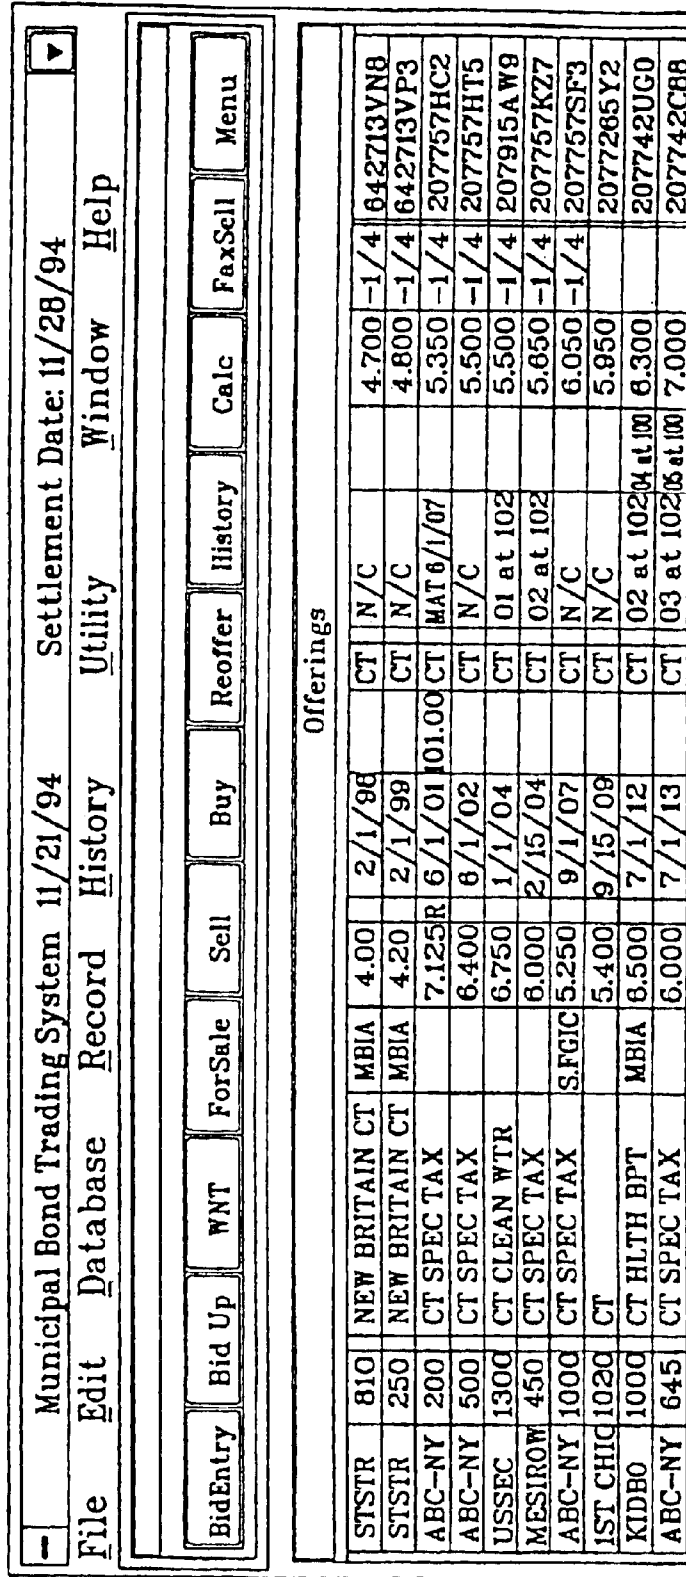 Municipal Bond Trading System 11/21/94 Settlement Date: 11/28/94
File Edit Database Record History Utility Window Help
BidEntry Bid Up WNT ForSale Sell Buy Reoffer History Calc FaxSell Menu
Offerings
STSTR 810 NEW BRITAIN CT MBIA 4.00 2/1/98 CT N/C 4.700 -1/4 642713VN8
STSTR 250 NEW BRITAIN CT MBIA 4.20 2/1/99 CT N/C 4.800 -1/4 642713VP3
ABC-NY 200 CT SPEC TAX 7.125 R 6/1/01 101.00 CT MAT 6/1/07 5.350 -1/4 207757HC2
ABC-NY 500 CT SPEC TAX 6.400 6/1/02 CT N/C 5.500 -1/4 207757HT5
USSEC 1300 CT CLEAN WTR 6.750 1/1/04 CT 01 at 102 5.500 -1/4 207915AW9
MESIROW 450 CT SPEC TAX 6.000 2/15/04 CT 02 at 102 5.650 -1/4 207757KZ7
ABC-NY 1000 CT SPEC TAX S.FGIC 5.250 9/1/07 CT N/C 6.050 -1/4 207757SF3
1ST CHIC 1020 CT 5.400 9/15/09 CT N/C 5.950 2077265Y2
KIDBO 1000 CT HLTH BPT MBIA 6.500 7/1/12 CT 02 at 102 04 at 100 6.300 207742UG0
ABC-NY 645 CT SPEC TAX 6.000 7/1/13 CT 03 at 102 05 at 100 7.000 207742CB8